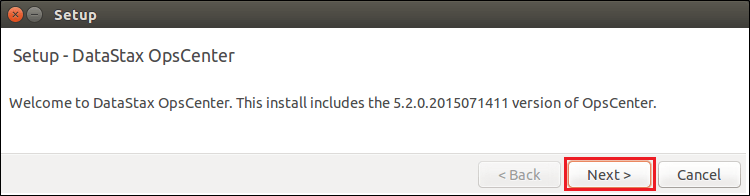 Setup
Setup - DataStax OpsCenter
Welcome to DataStax OpsCenter. This install includes the 5.2.0.2015071411 version of OpsCenter.
< Back Next > Cancel